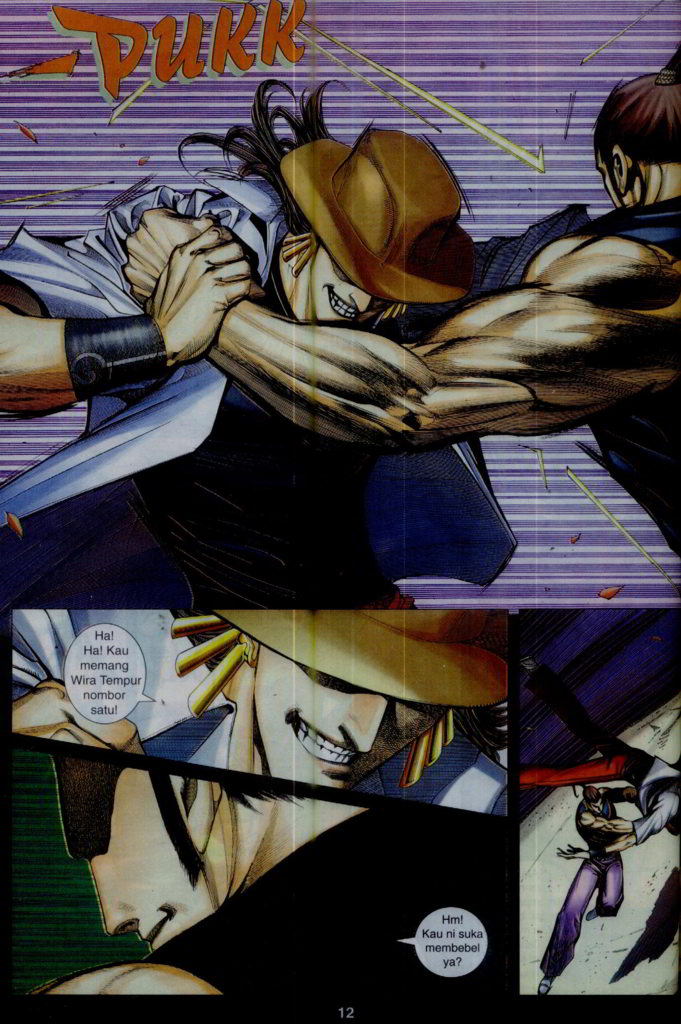 PUKK
Ha!
Ha! Kau
memang
Wira Tempur
nombor
satu!
Hm!
Kau ni suka
membebel
ya?
12